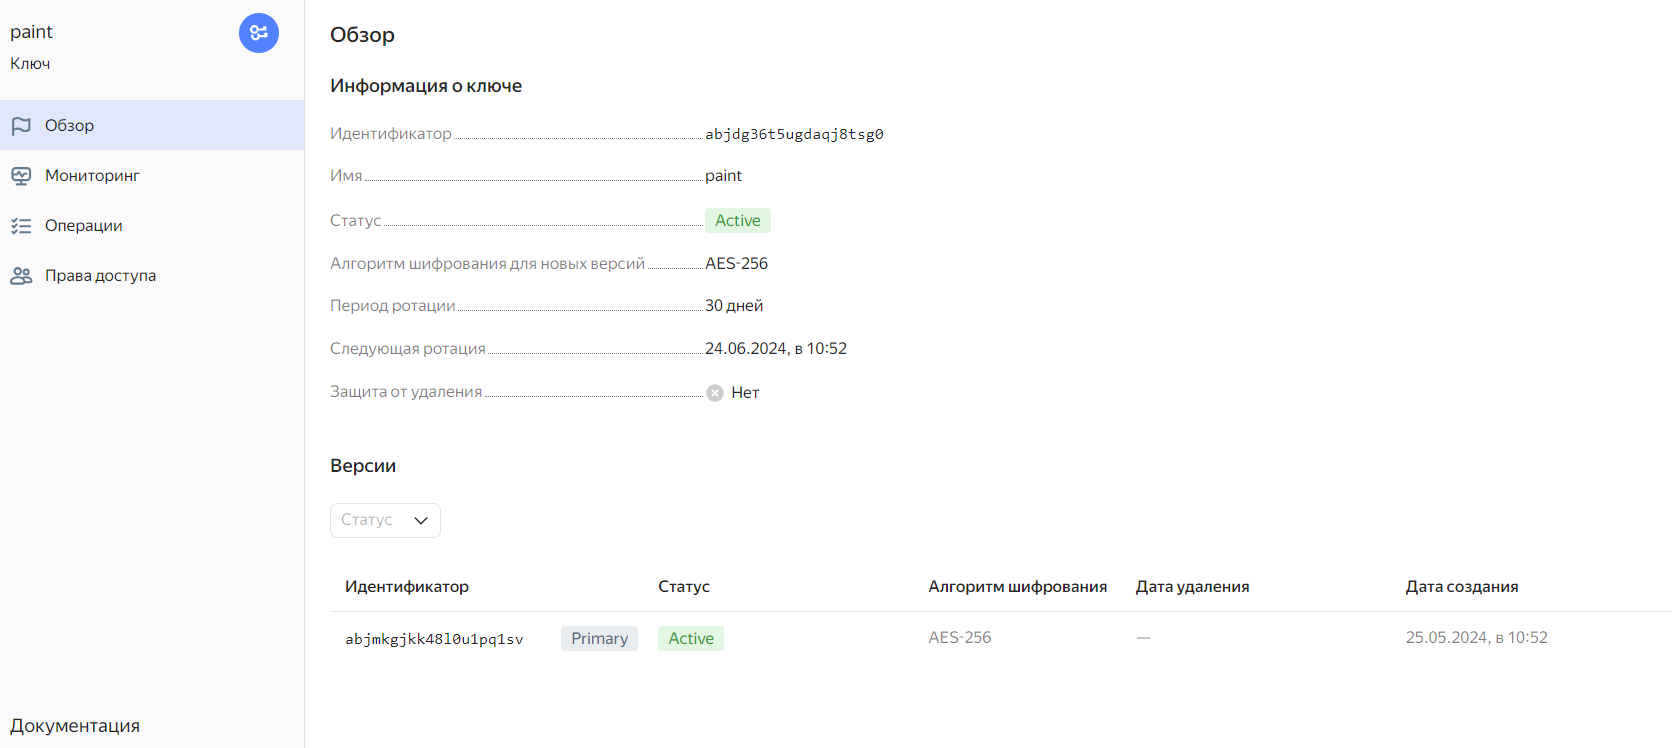 paint
Ключ
Обзор
Мониторинг
Операции
Права доступа
Документация
Обзор
Информация о ключе
Идентификатор abjdg36t5ugdaqj8tsg0
Имя paint
Статус Active
Алгоритм шифрования для новых версий AES-256
Период ротации 30 дней
Следующая ротация 24.06.2024, в 10:52
Защита от удаления Нет
Версии
Статус
Идентификатор Статус Алгоритм шифрования Дата удаления Дата создания
abjmkgjkk48l0u1pq1sv Primary Active AES-256 — 25.05.2024, в 10:52